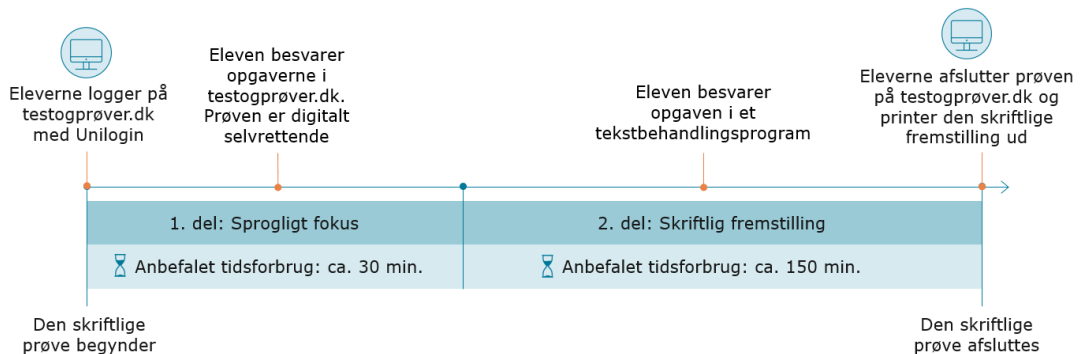 Eleverne logger på
testogprøver.dk
med Unilogin
Eleven besvarer
opgaverne i
testogprøver.dk.
Prøven er digitalt
selvrettende
Eleven besvarer
opgaven i et
tekstbehandlingsprogram
Eleverne afslutter prøven
på testogprøver.dk og
printer den skriftlige
fremstilling ud
1. del: Sprogligt fokus
2. del: Skriftlig fremstilling
Anbefalet tidsforbrug: ca. 30 min.
Anbefalet tidsforbrug: ca. 150 min.
Den skriftlige
prøve begynder
Den skriftlige
prøve afsluttes